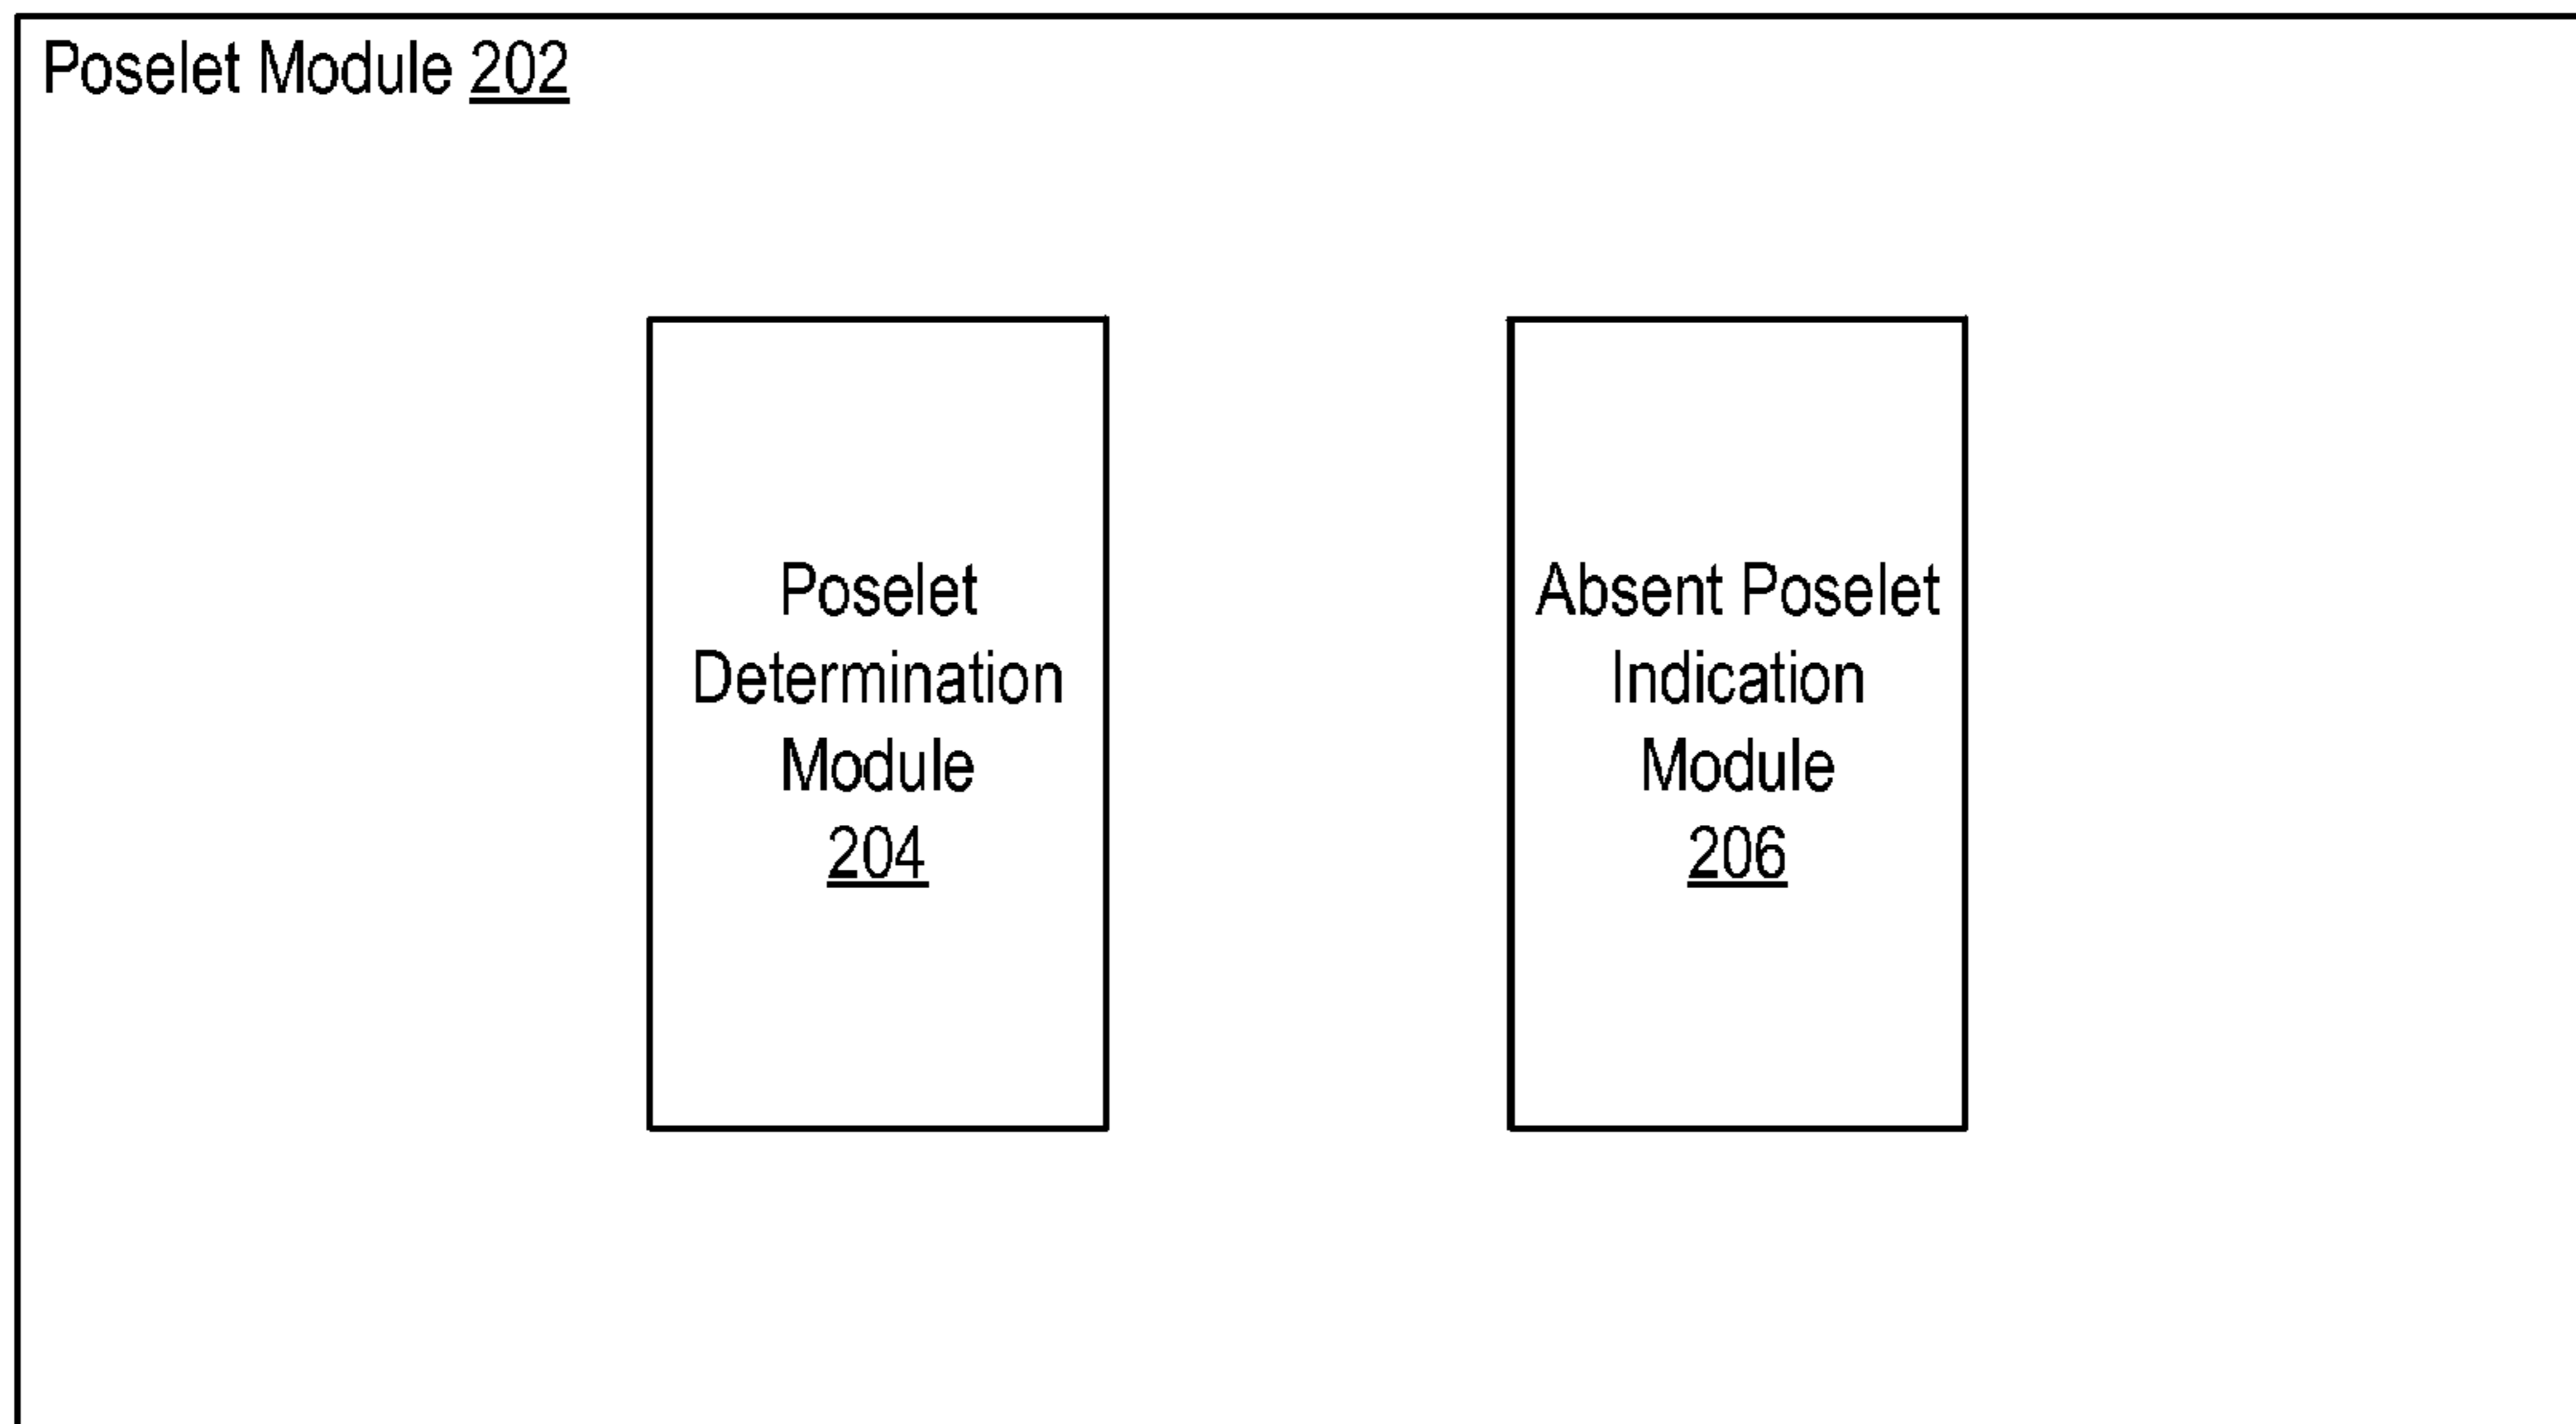 Poselet Module 202
Poselet
Determination
Module
204
Absent Poselet
Indication
Module
206